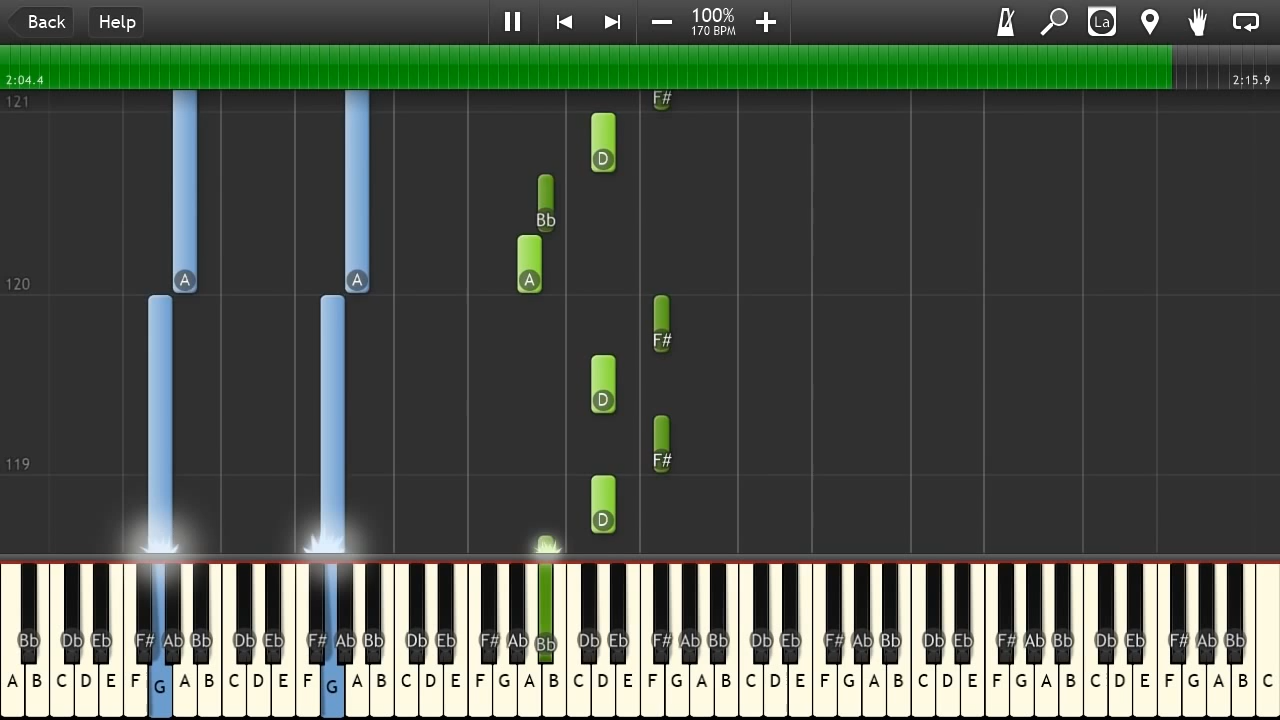 Back Help 100% La
170 BPM
2:04.4 2:15.9
121 F#
D
Bb
A A A
120
F#
D
F#
119
D
Bb Db Eb F# Ab Bb Db Eb F# Ab Bb Db Eb F# Ab Bb Db Eb F# Ab Bb Db Eb F# Ab Bb Db Eb F# Ab Bb Db Eb F# Ab Bb
A B C D E F G A B C D E F G A B C D E F G A B C D E F G A B C D E F G A B C D E F G A B C D E F G A B C